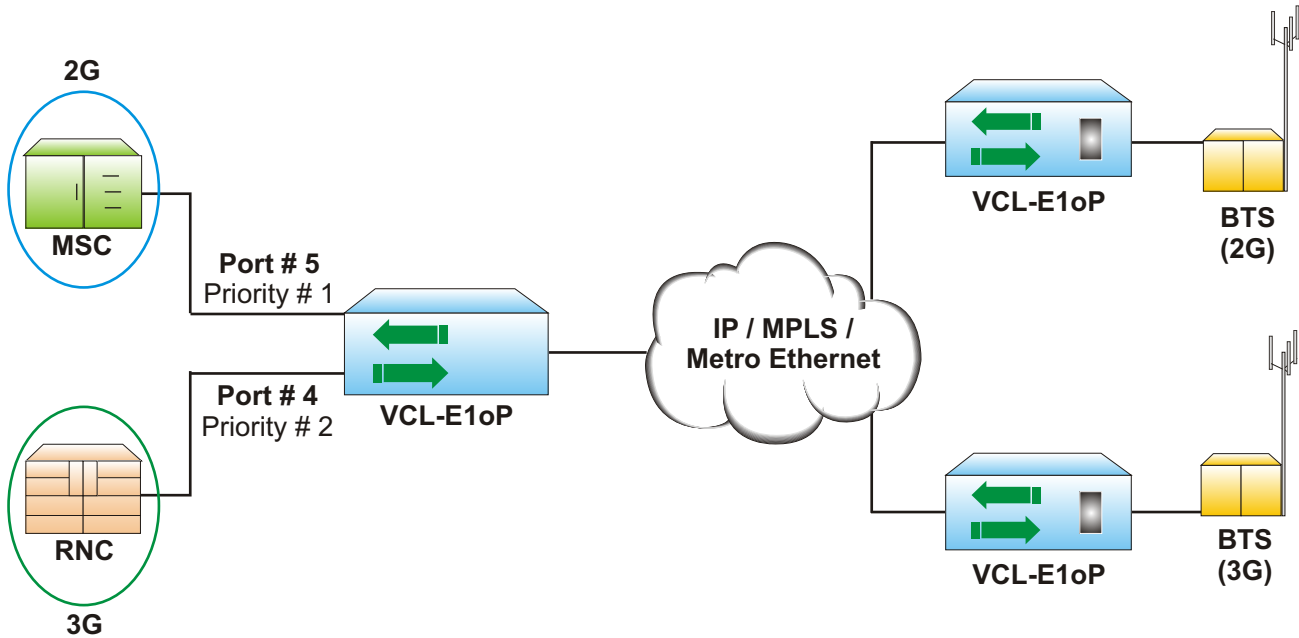 2G
MSC
Port # 5
Priority # 1
Port # 4
Priority # 2
VCL-E1oP
RNC
3G
IP / MPLS /
Metro Ethernet
VCL-E1oP
BTS
(2G)
VCL-E1oP
BTS
(3G)